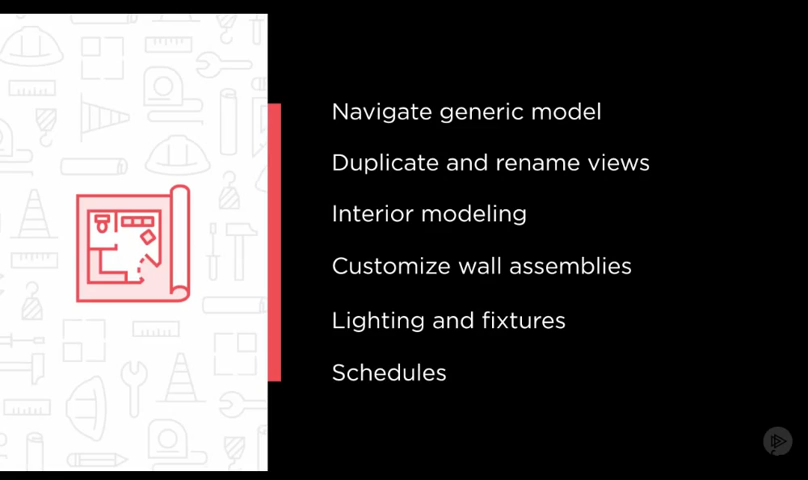 Navigate generic model
Duplicate and rename views
Interior modeling
Customize wall assemblies
Lighting and fixtures
Schedules